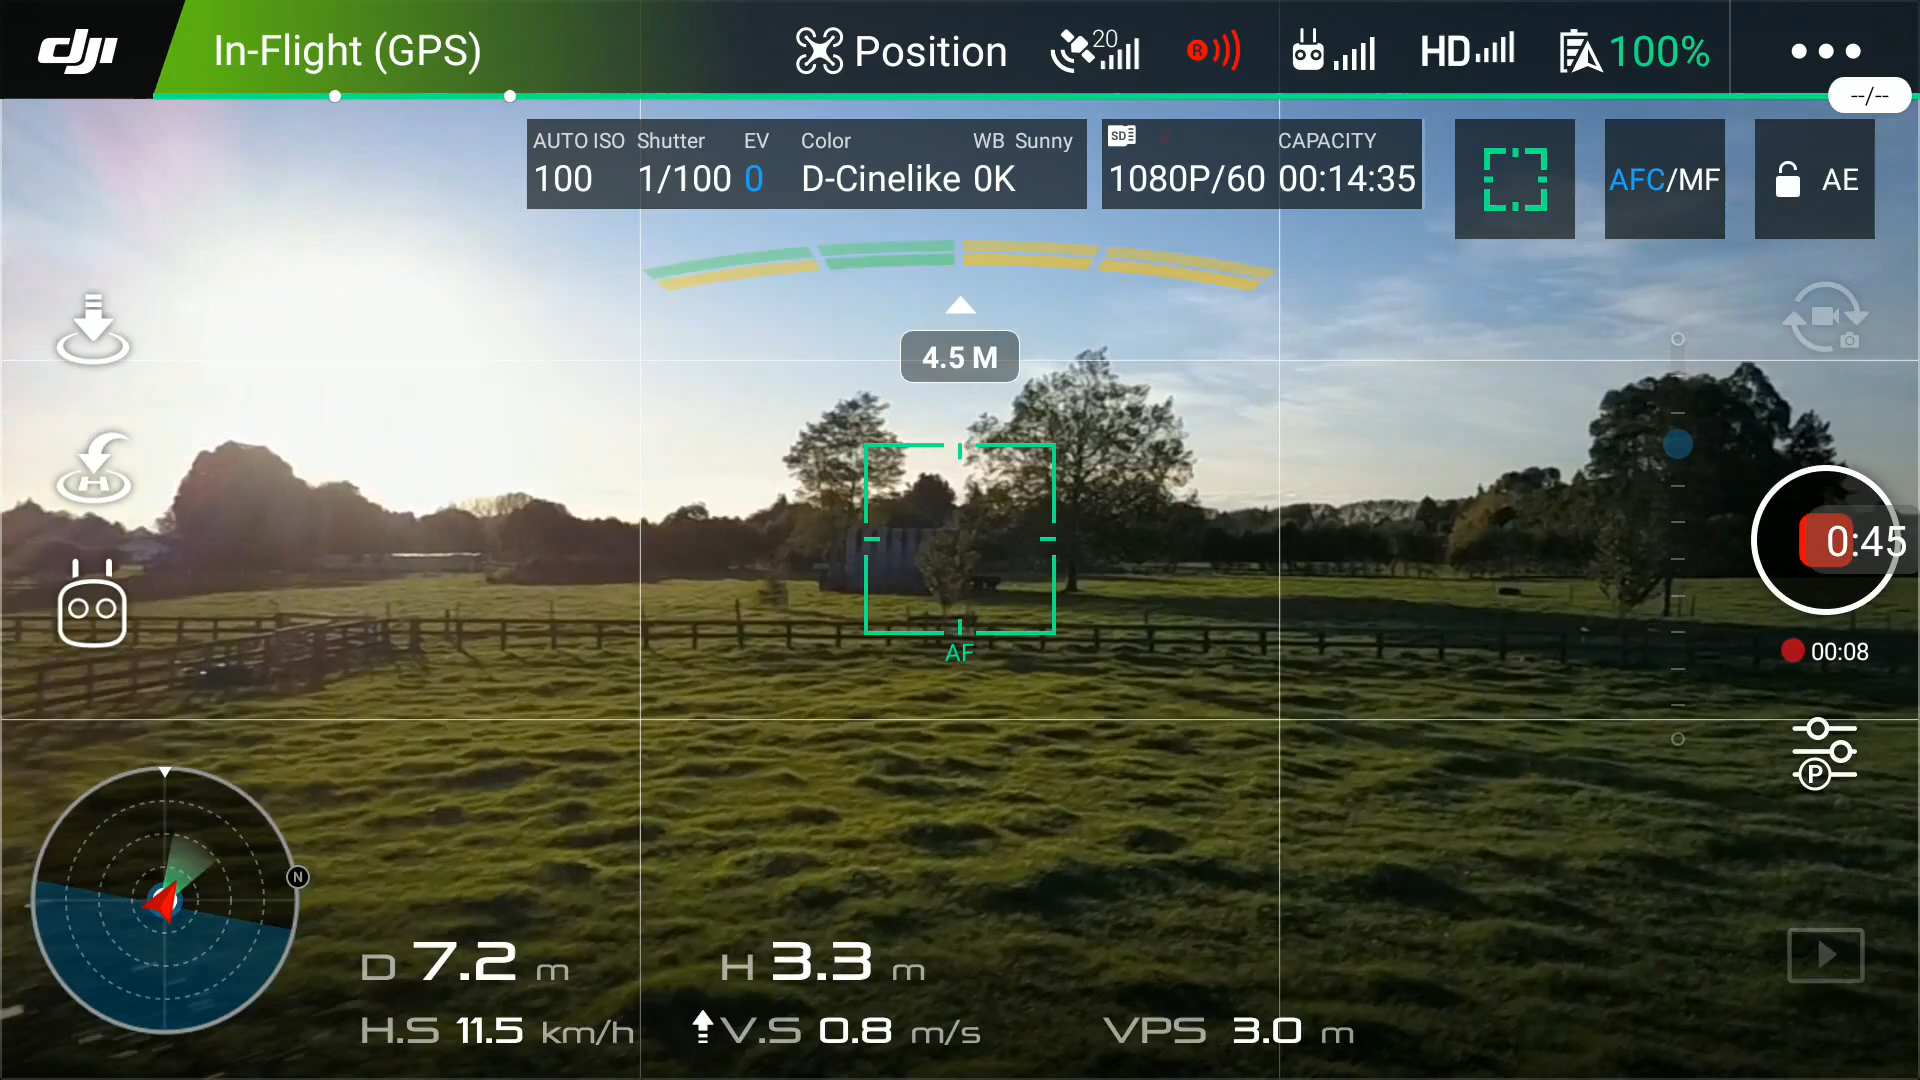 dji In-Flight (GPS) Position 20 R HD 100%
--/--
AUTO ISO Shutter EV Color WB Sunny SD CAPACITY
100 1/100 0 D-Cinelike 0K 1080P/60 00:14:35 AFC/MF AE
4.5 M
H
0:45
AF
00:08
P
N
D 7.2 m H 3.3 m
H.S 11.5 km/h V.S 0.8 m/s VPS 3.0 m